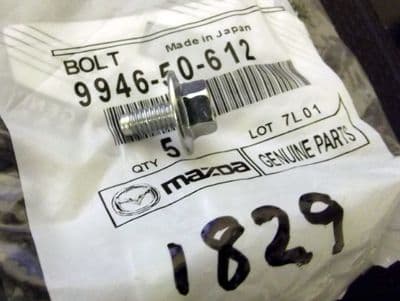 BOLT Made in Japan
9946-50-612
QTY 5 LOT 7L01
mazda GENUINE PARTS
1829